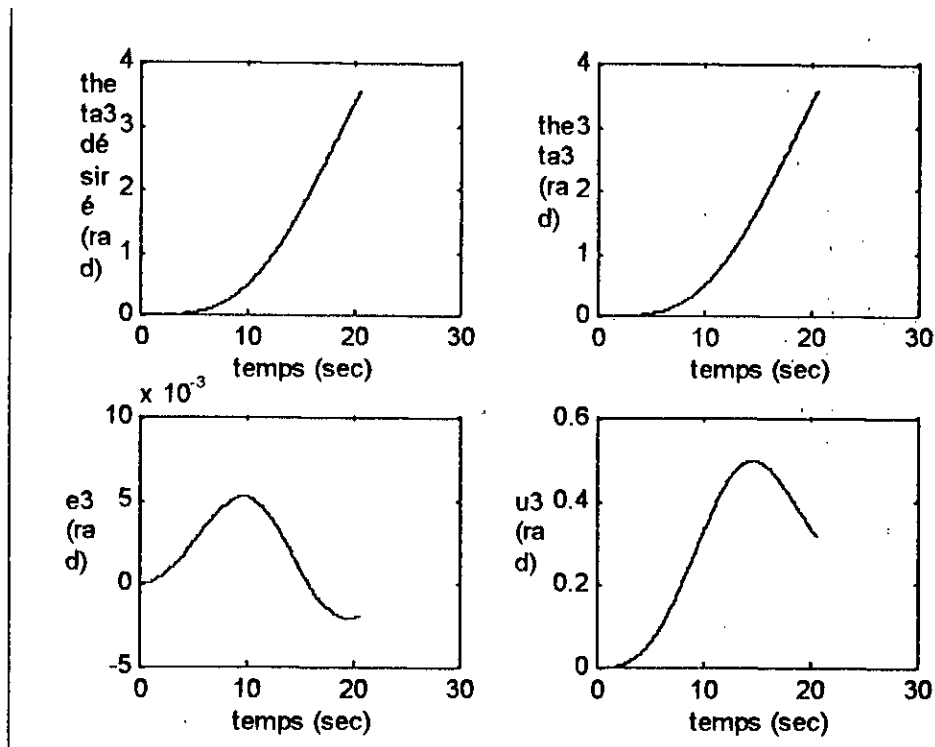 4
3
2
1
0
the
ta3
dé
sir
é
(ra
d)
0 10 20 30
temps (sec)
4
3
2
1
0
the
ta3
(ra
d)
0 10 20 30
temps (sec)
x 10-3
10
5
0
-5
e3
(ra
d)
0 10 20 30
temps (sec)
0.6
0.4
0.2
0
u3
(ra
d)
0 10 20 30
temps (sec)